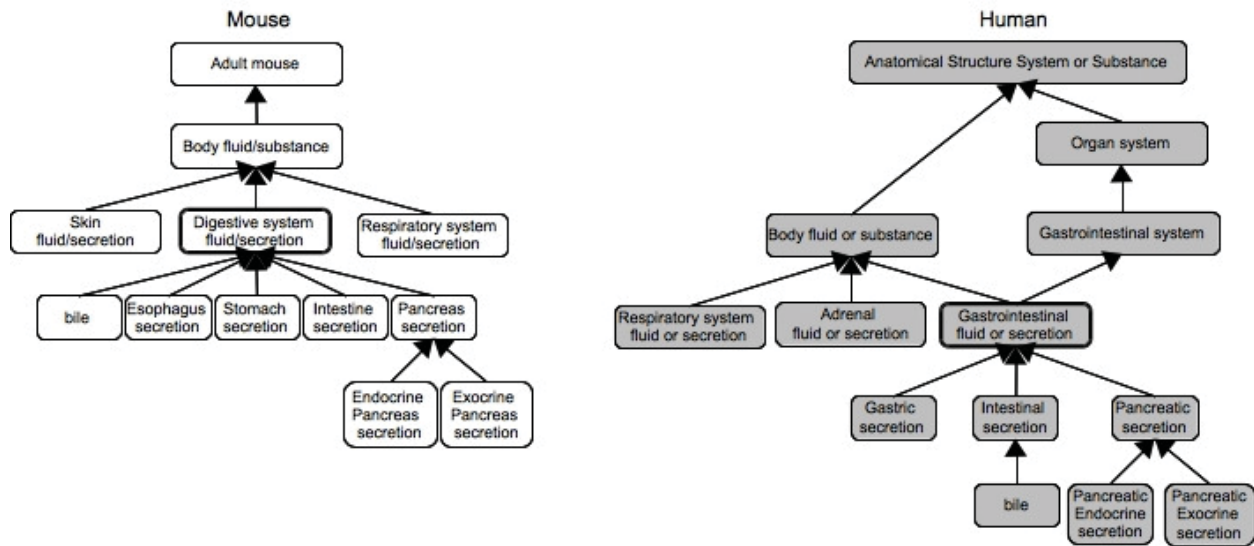 Mouse
Adult mouse
Body fluid/substance
Skin
fluid/secretion
Digestive system
fluid/secretion
Respiratory system
fluid/secretion
bile
Esophagus
secretion
Stomach
secretion
Intestine
secretion
Pancreas
secretion
Endocrine
Pancreas
secretion
Exocrine
Pancreas
secretion
Human
Anatomical Structure System or Substance
Organ system
Body fluid or substance
Gastrointestinal system
Respiratory system
fluid or secretion
Adrenal
fluid or secretion
Gastrointestinal
fluid or secretion
Gastric
secretion
Intestinal
secretion
Pancreatic
secretion
bile
Pancreatic
Endocrine
secretion
Pancreatic
Exocrine
secretion